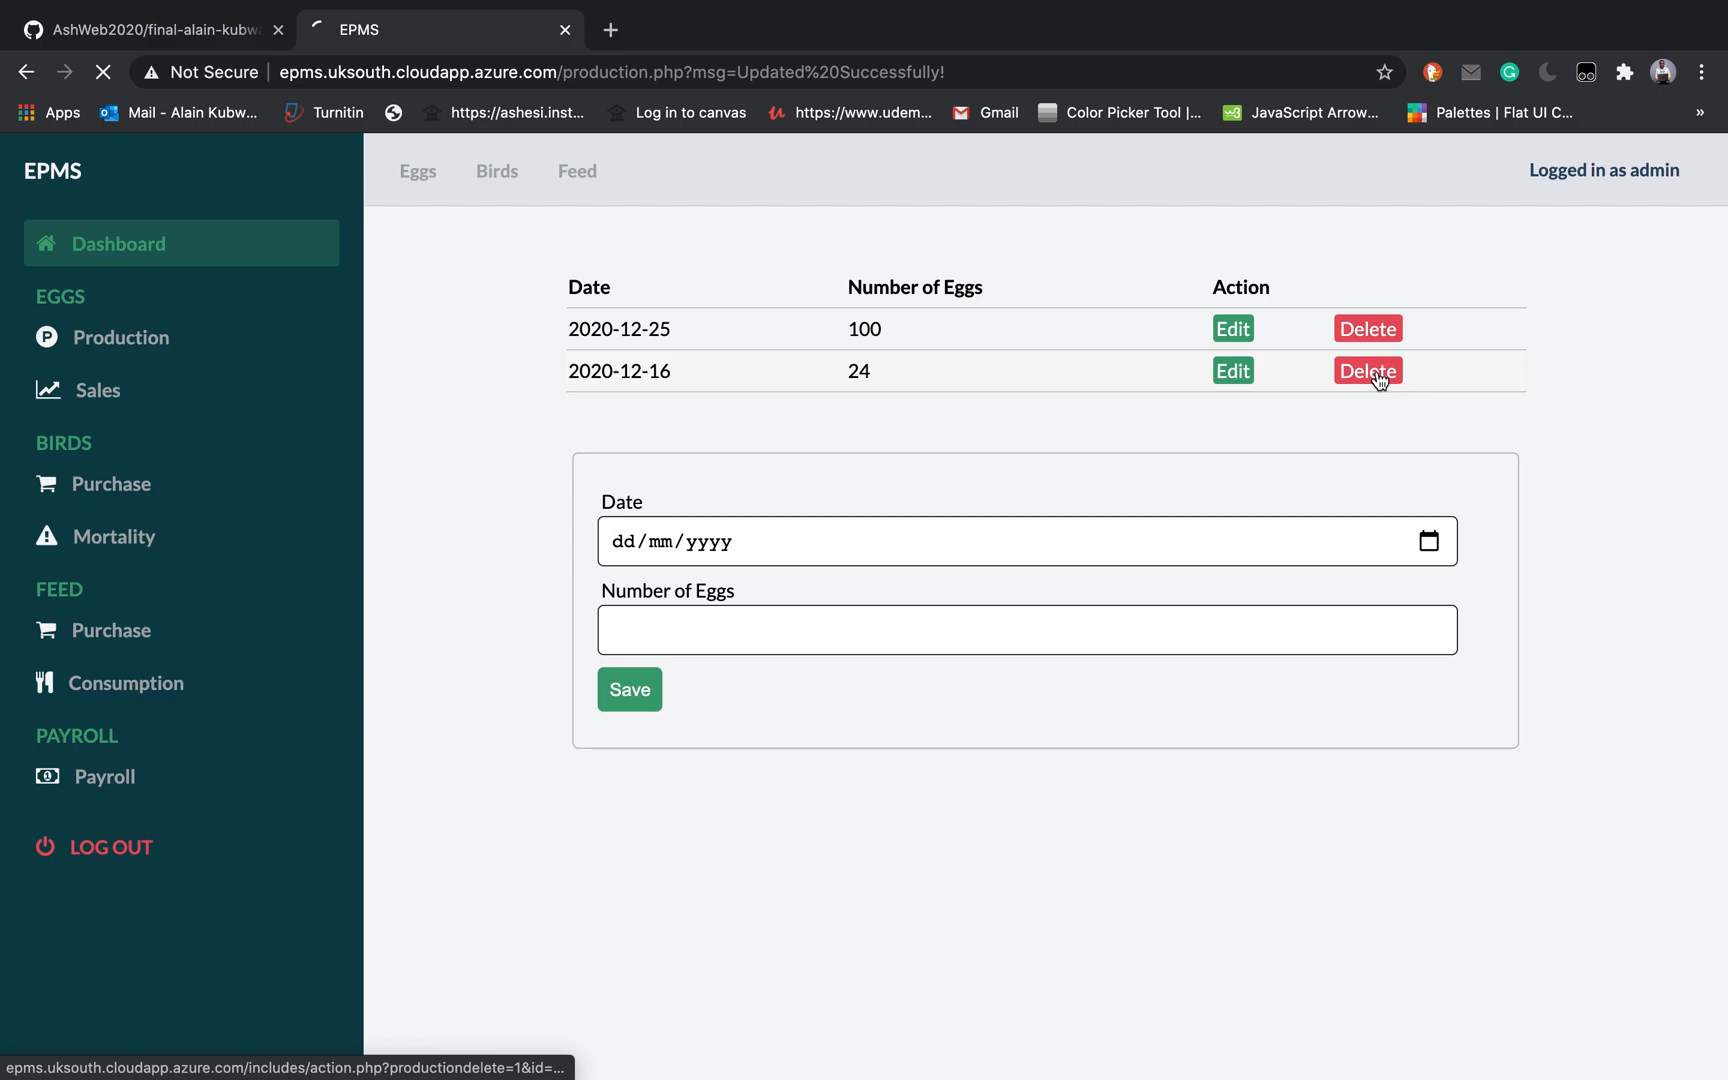 AshWeb2020/final-alain-kubwa
EPMS
Not Secure epms.uksouth.cloudapp.azure.com/production.php?msg=Updated%20Successfully!
Apps Mail - Alain Kubw... Turnitin https://ashesi.inst... Log in to canvas https://www.udem... Gmail Color Picker Tool |... JavaScript Arrow... Palettes | Flat UI C... »
EPMS
Eggs Birds Feed
Logged in as admin
Dashboard
EGGS
Production
Sales
BIRDS
Purchase
Mortality
FEED
Purchase
Consumption
PAYROLL
Payroll
LOG OUT
Date Number of Eggs Action
2020-12-25 100 Edit Delete
2020-12-16 24 Edit Delete
Date
dd/mm/yyyy
Number of Eggs
Save
epms.uksouth.cloudapp.azure.com/includes/action.php?productiondelete=1&id=...